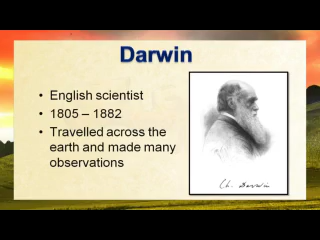 Darwin
• English scientist
• 1805 – 1882
• Travelled across the
earth and made many
observations
Ch. Darwin